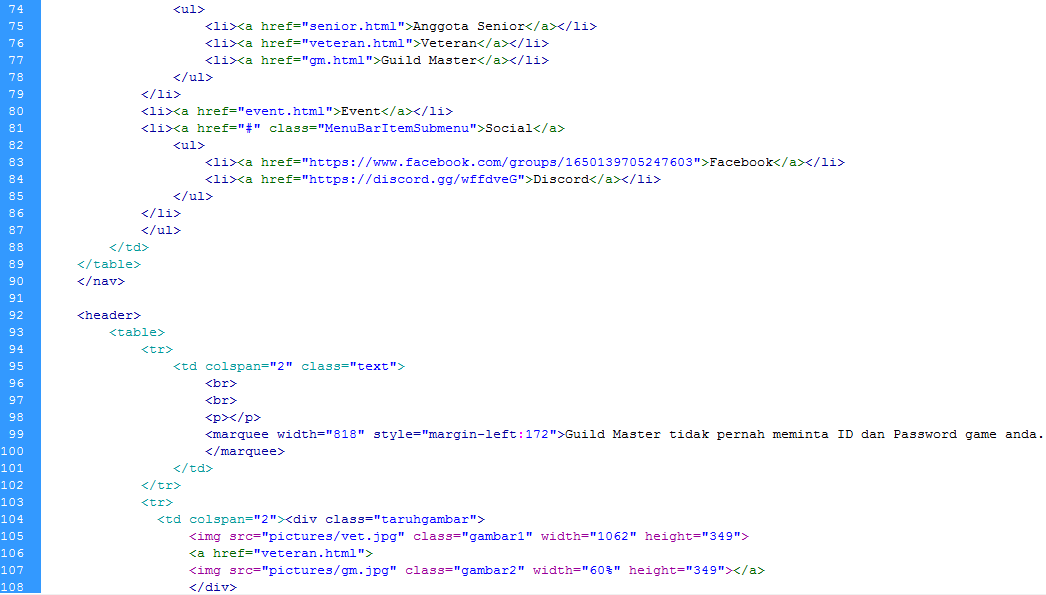 74 <ul>
75 <li><a href="senior.html">Anggota Senior</a></li>
76 <li><a href="veteran.html">Veteran</a></li>
77 <li><a href="gm.html">Guild Master</a></li>
78 </ul>
79 </li>
80 <li><a href="event.html">Event</a></li>
81 <li><a href="#" class="MenuBarItemSubmenu">Social</a>
82 <ul>
83 <li><a href="https://www.facebook.com/groups/1650139705247603">Facebook</a></li>
84 <li><a href="https://discord.gg/wffdveG">Discord</a></li>
85 </ul>
86 </li>
87 </ul>
88 </td>
89 </table>
90 </nav>
91
92 <header>
93 <table>
94 <tr>
95 <td colspan="2" class="text">
96 <br>
97 <br>
98 <p></p>
99 <marquee width="818" style="margin-left:172">Guild Master tidak pernah meminta ID dan Password game anda.
100 </marquee>
101 </td>
102 </tr>
103 <tr>
104 <td colspan="2"><div class="taruhgambar">
105 <img src="pictures/vet.jpg" class="gambar1" width="1062" height="349">
106 <a href="veteran.html">
107 <img src="pictures/gm.jpg" class="gambar2" width="60%" height="349"></a>
108 </div>